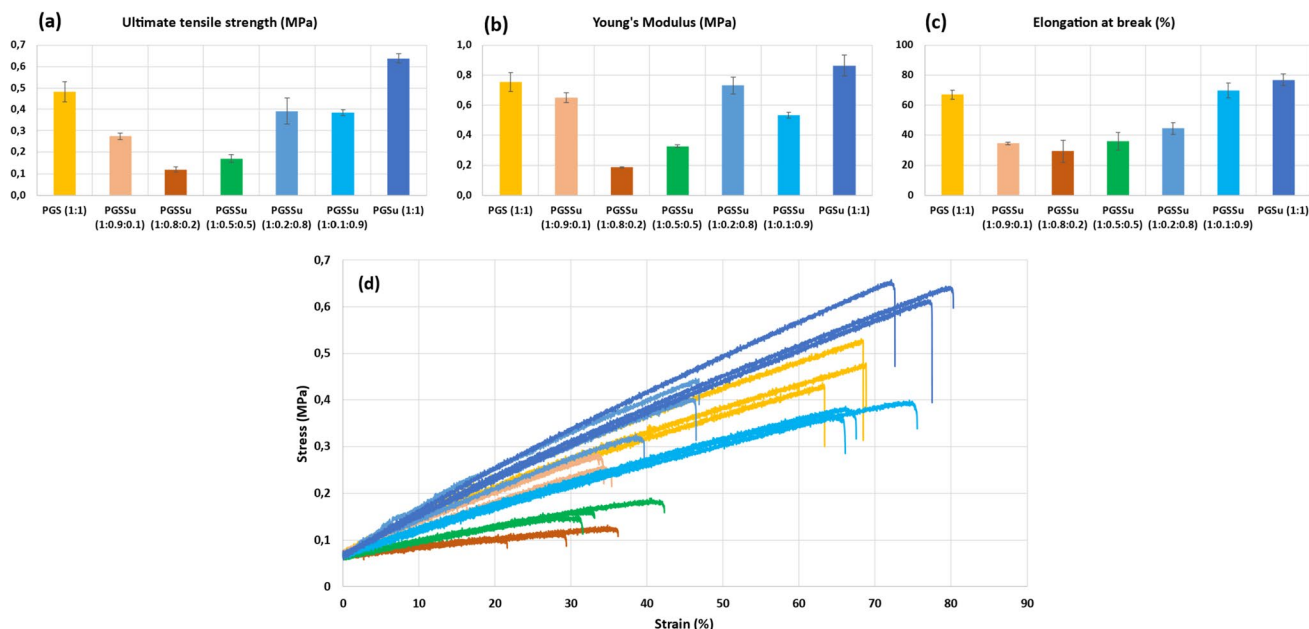 (a) Ultimate tensile strength (MPa)
0,7
0,6
0,5
0,4
0,3
0,2
0,1
0,0
PGS (1:1) PGSSu PGSSu PGSSu PGSSu PGSSu PGSu (1:1)
(1:0.9:0.1) (1:0.8:0.2) (1:0.5:0.5) (1:0.2:0.8) (1:0.1:0.9)
(b) Young's Modulus (MPa)
1,0
0,8
0,6
0,4
0,2
0,0
PGS (1:1) PGSSu PGSSu PGSSu PGSSu PGSSu PGSu (1:1)
(1:0.9:0.1) (1:0.8:0.2) (1:0.5:0.5) (1:0.2:0.8) (1:0.1:0.9)
(c) Elongation at break (%)
100
80
60
40
20
0
PGS (1:1) PGSSu PGSSu PGSSu PGSSu PGSSu PGSu (1:1)
(1:0.9:0.1) (1:0.8:0.2) (1:0.5:0.5) (1:0.2:0.8) (1:0.1:0.9)
(d)
Stress (MPa)
0,7
0,6
0,5
0,4
0,3
0,2
0,1
0
0 10 20 30 40 50 60 70 80 90
Strain (%)